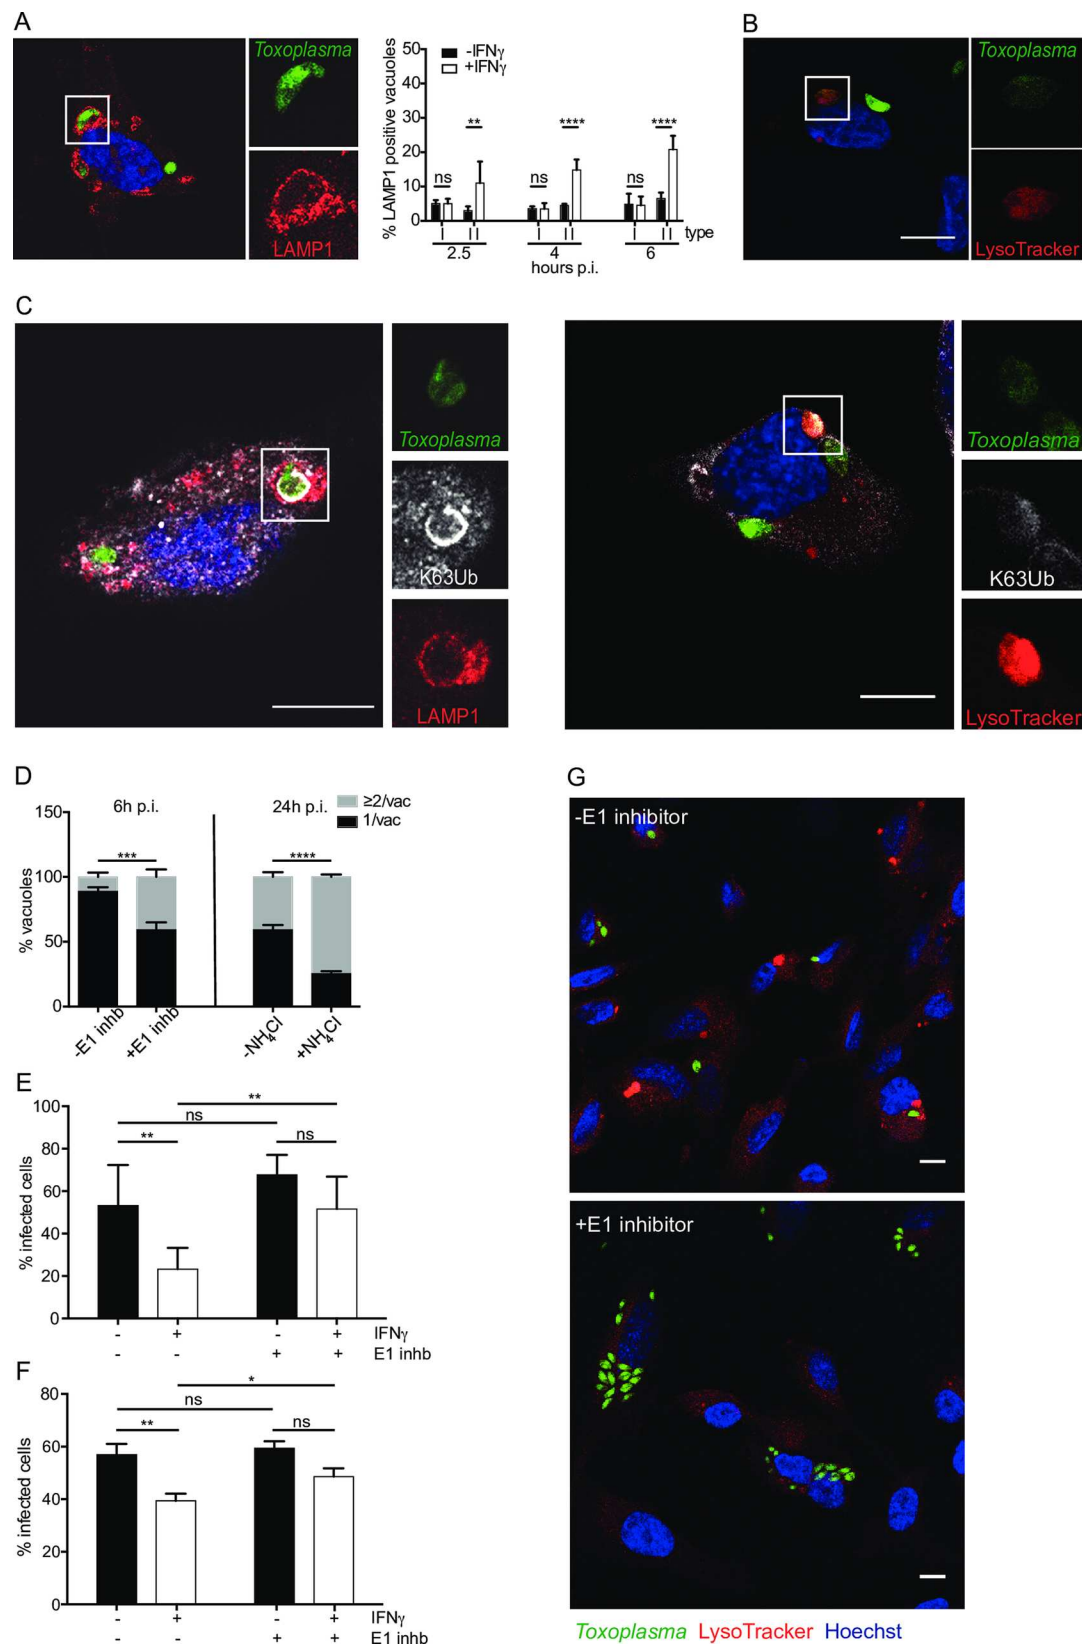 A
Toxoplasma
LAMP1
% LAMP1 positive vacuoles
50
40
30
20
10
0
-IFNγ
+IFNγ
** **** ****
ns ns ns
I II I II I II type
2.5 4 6
hours p.i.
B
Toxoplasma
LysoTracker
C
Toxoplasma
K63Ub
LAMP1
Toxoplasma
K63Ub
LysoTracker
D
6h p.i. 24h p.i.
≥2/vac
1/vac
% vacuoles
150
100
50
0
*** ****
-E1 inhb +E1 inhb -NH4Cl +NH4Cl
E
% infected cells
100
80
60
40
20
0
**
ns
** ns
- + - + IFNγ
- - + + E1 inhb
F
% infected cells
80
60
40
20
0
*
ns
** ns
- + - + IFNγ
- - + + E1 inhb
G
-E1 inhibitor
+E1 inhibitor
Toxoplasma LysoTracker Hoechst